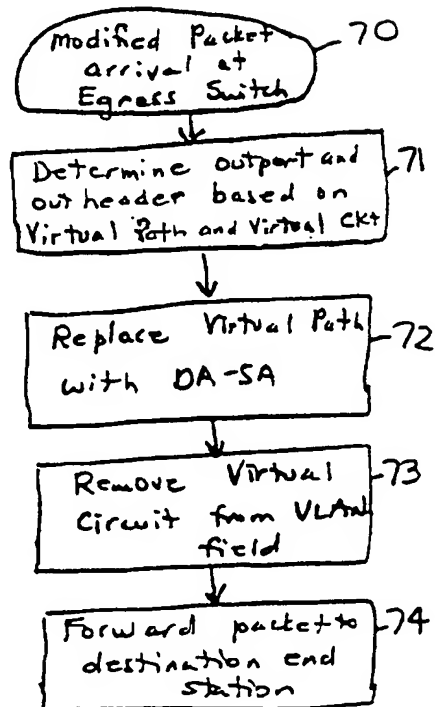 Modified Packet 70
arrival at
Egress Switch
Determine outport and 71
out header based on
Virtual Path and Virtual Ckt
Replace Virtual Path 72
with DA-SA
Remove Virtual 73
Circuit from VLAN
field
Forward packet to 74
destination end
station